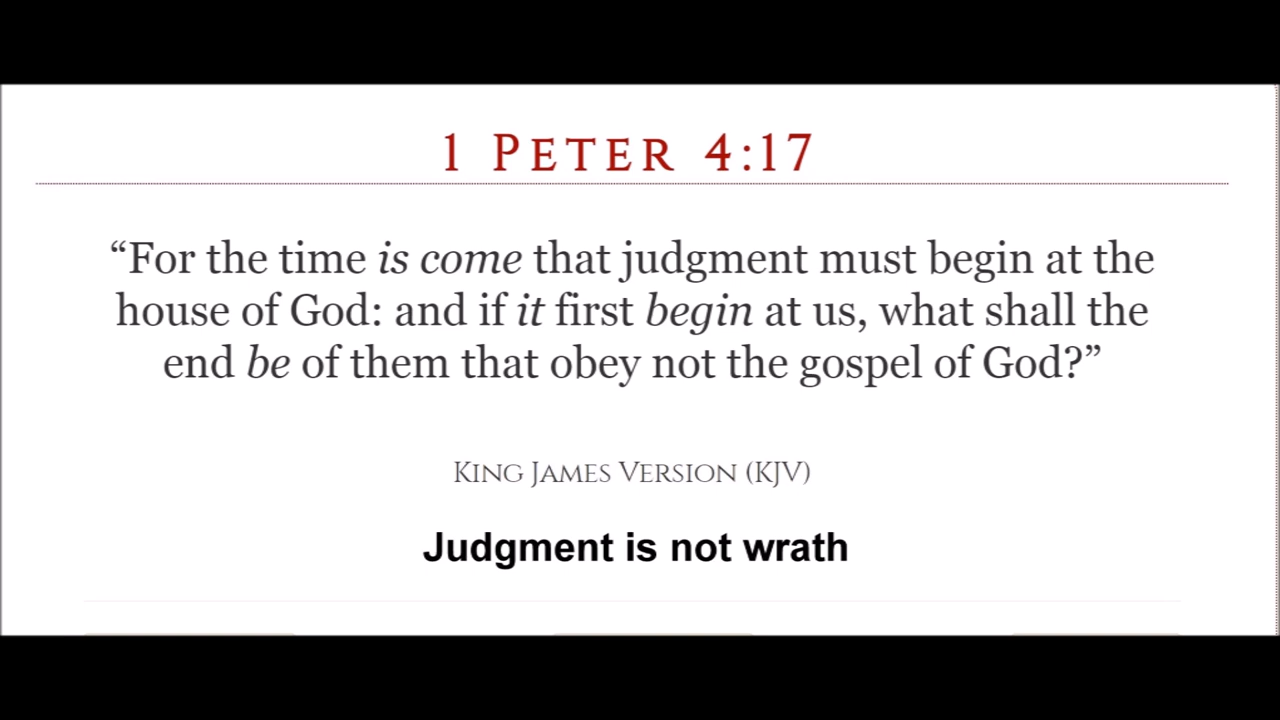 1 Peter 4:17
“For the time is come that judgment must begin at the
house of God: and if it first begin at us, what shall the
end be of them that obey not the gospel of God?”
King James Version (KJV)
Judgment is not wrath